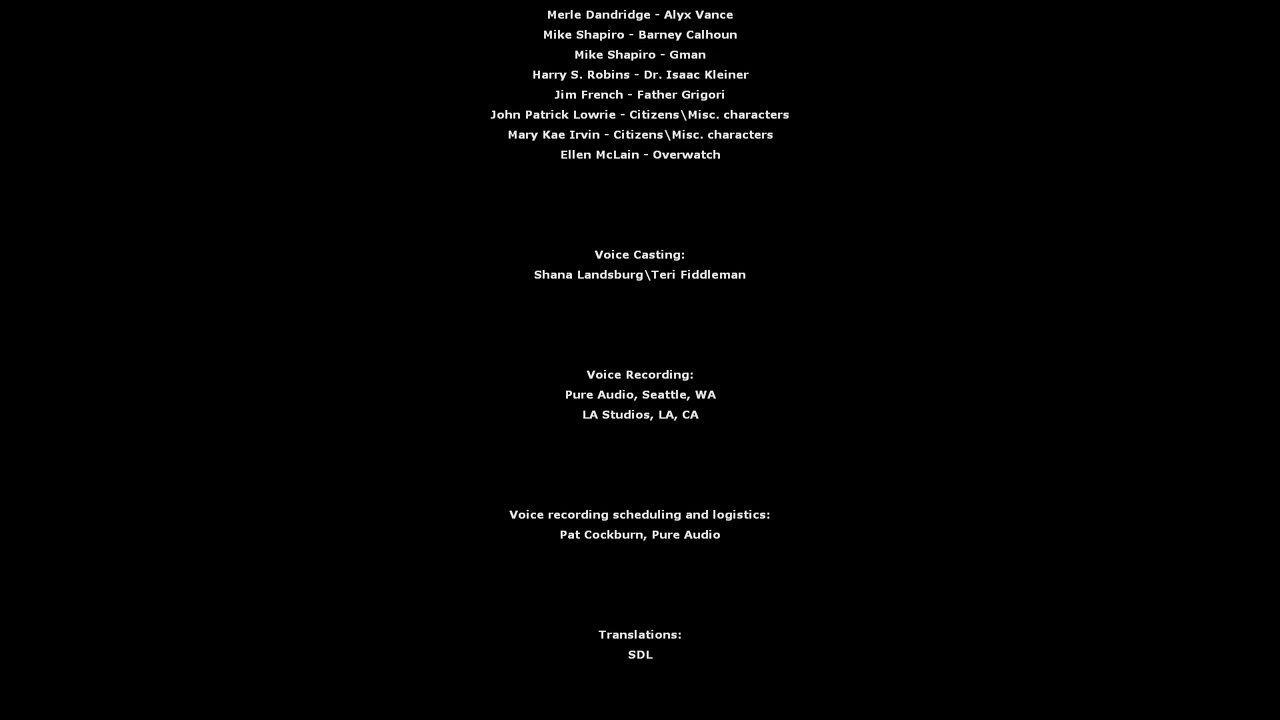 Merle Dandridge - Alyx Vance
Mike Shapiro - Barney Calhoun
Mike Shapiro - Gman
Harry S. Robins - Dr. Isaac Kleiner
Jim French - Father Grigori
John Patrick Lowrie - Citizens\Misc. characters
Mary Kae Irvin - Citizens\Misc. characters
Ellen McLain - Overwatch
Voice Casting:
Shana Landsburg\Teri Fiddleman
Voice Recording:
Pure Audio, Seattle, WA
LA Studios, LA, CA
Voice recording scheduling and logistics:
Pat Cockburn, Pure Audio
Translations:
SDL